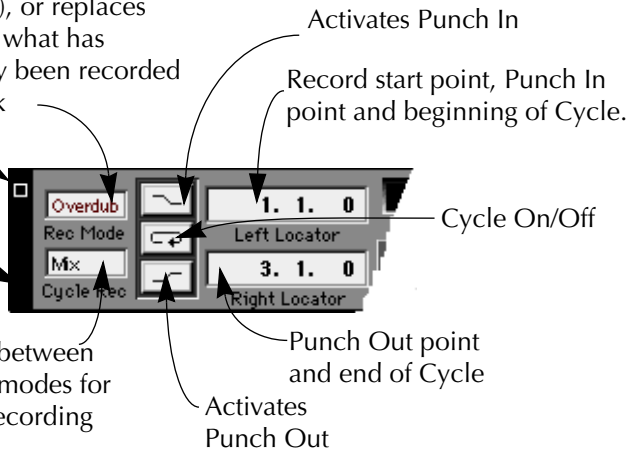 ), or replaces
what has
been recorded
Activates Punch In
Record start point, Punch In
point and beginning of Cycle.
Overdub
Rec Mode
Mix
Cycle Rec
1. 1. 0
Left Locator
3. 1. 0
Right Locator
Cycle On/Off
between
modes for
Punch Out point
and end of Cycle
Activates
Punch Out